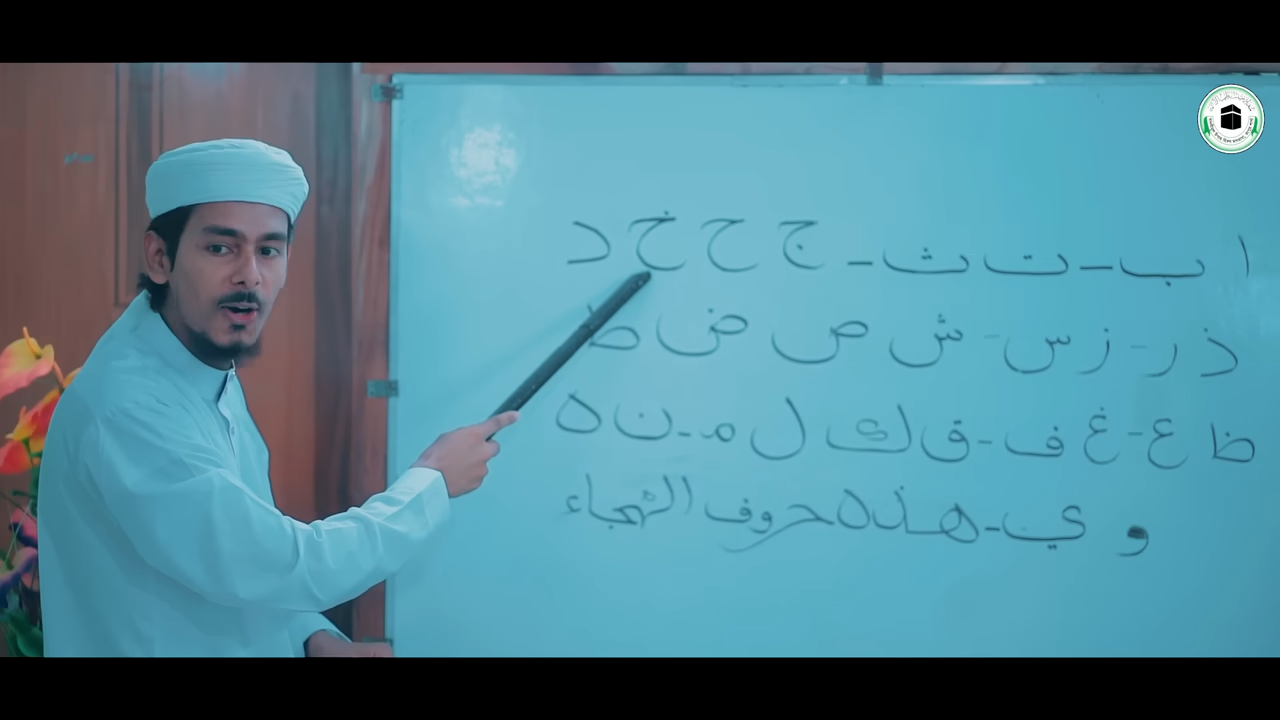 ا ب - ت ث - ج ح خ د
ذ ر - ز س - ش ص ض ط
ظ ع - غ ف - ق ك ل م - ن ه
و ي - هذه حروف الهجاء